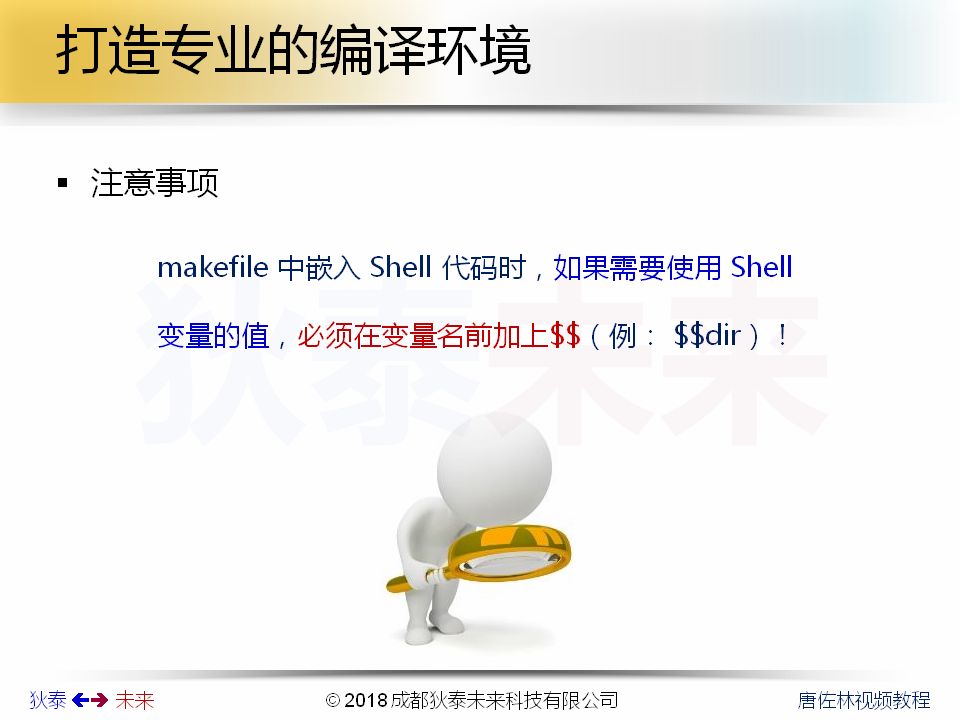 打造专业的编译环境
注意事项
makefile 中嵌入 Shell 代码时，如果需要使用 Shell
变量的值，必须在变量名前加上$$（例： $$dir）！
狄泰未来
狄泰 未来
© 2018 成都狄泰未来科技有限公司
唐佐林视频教程